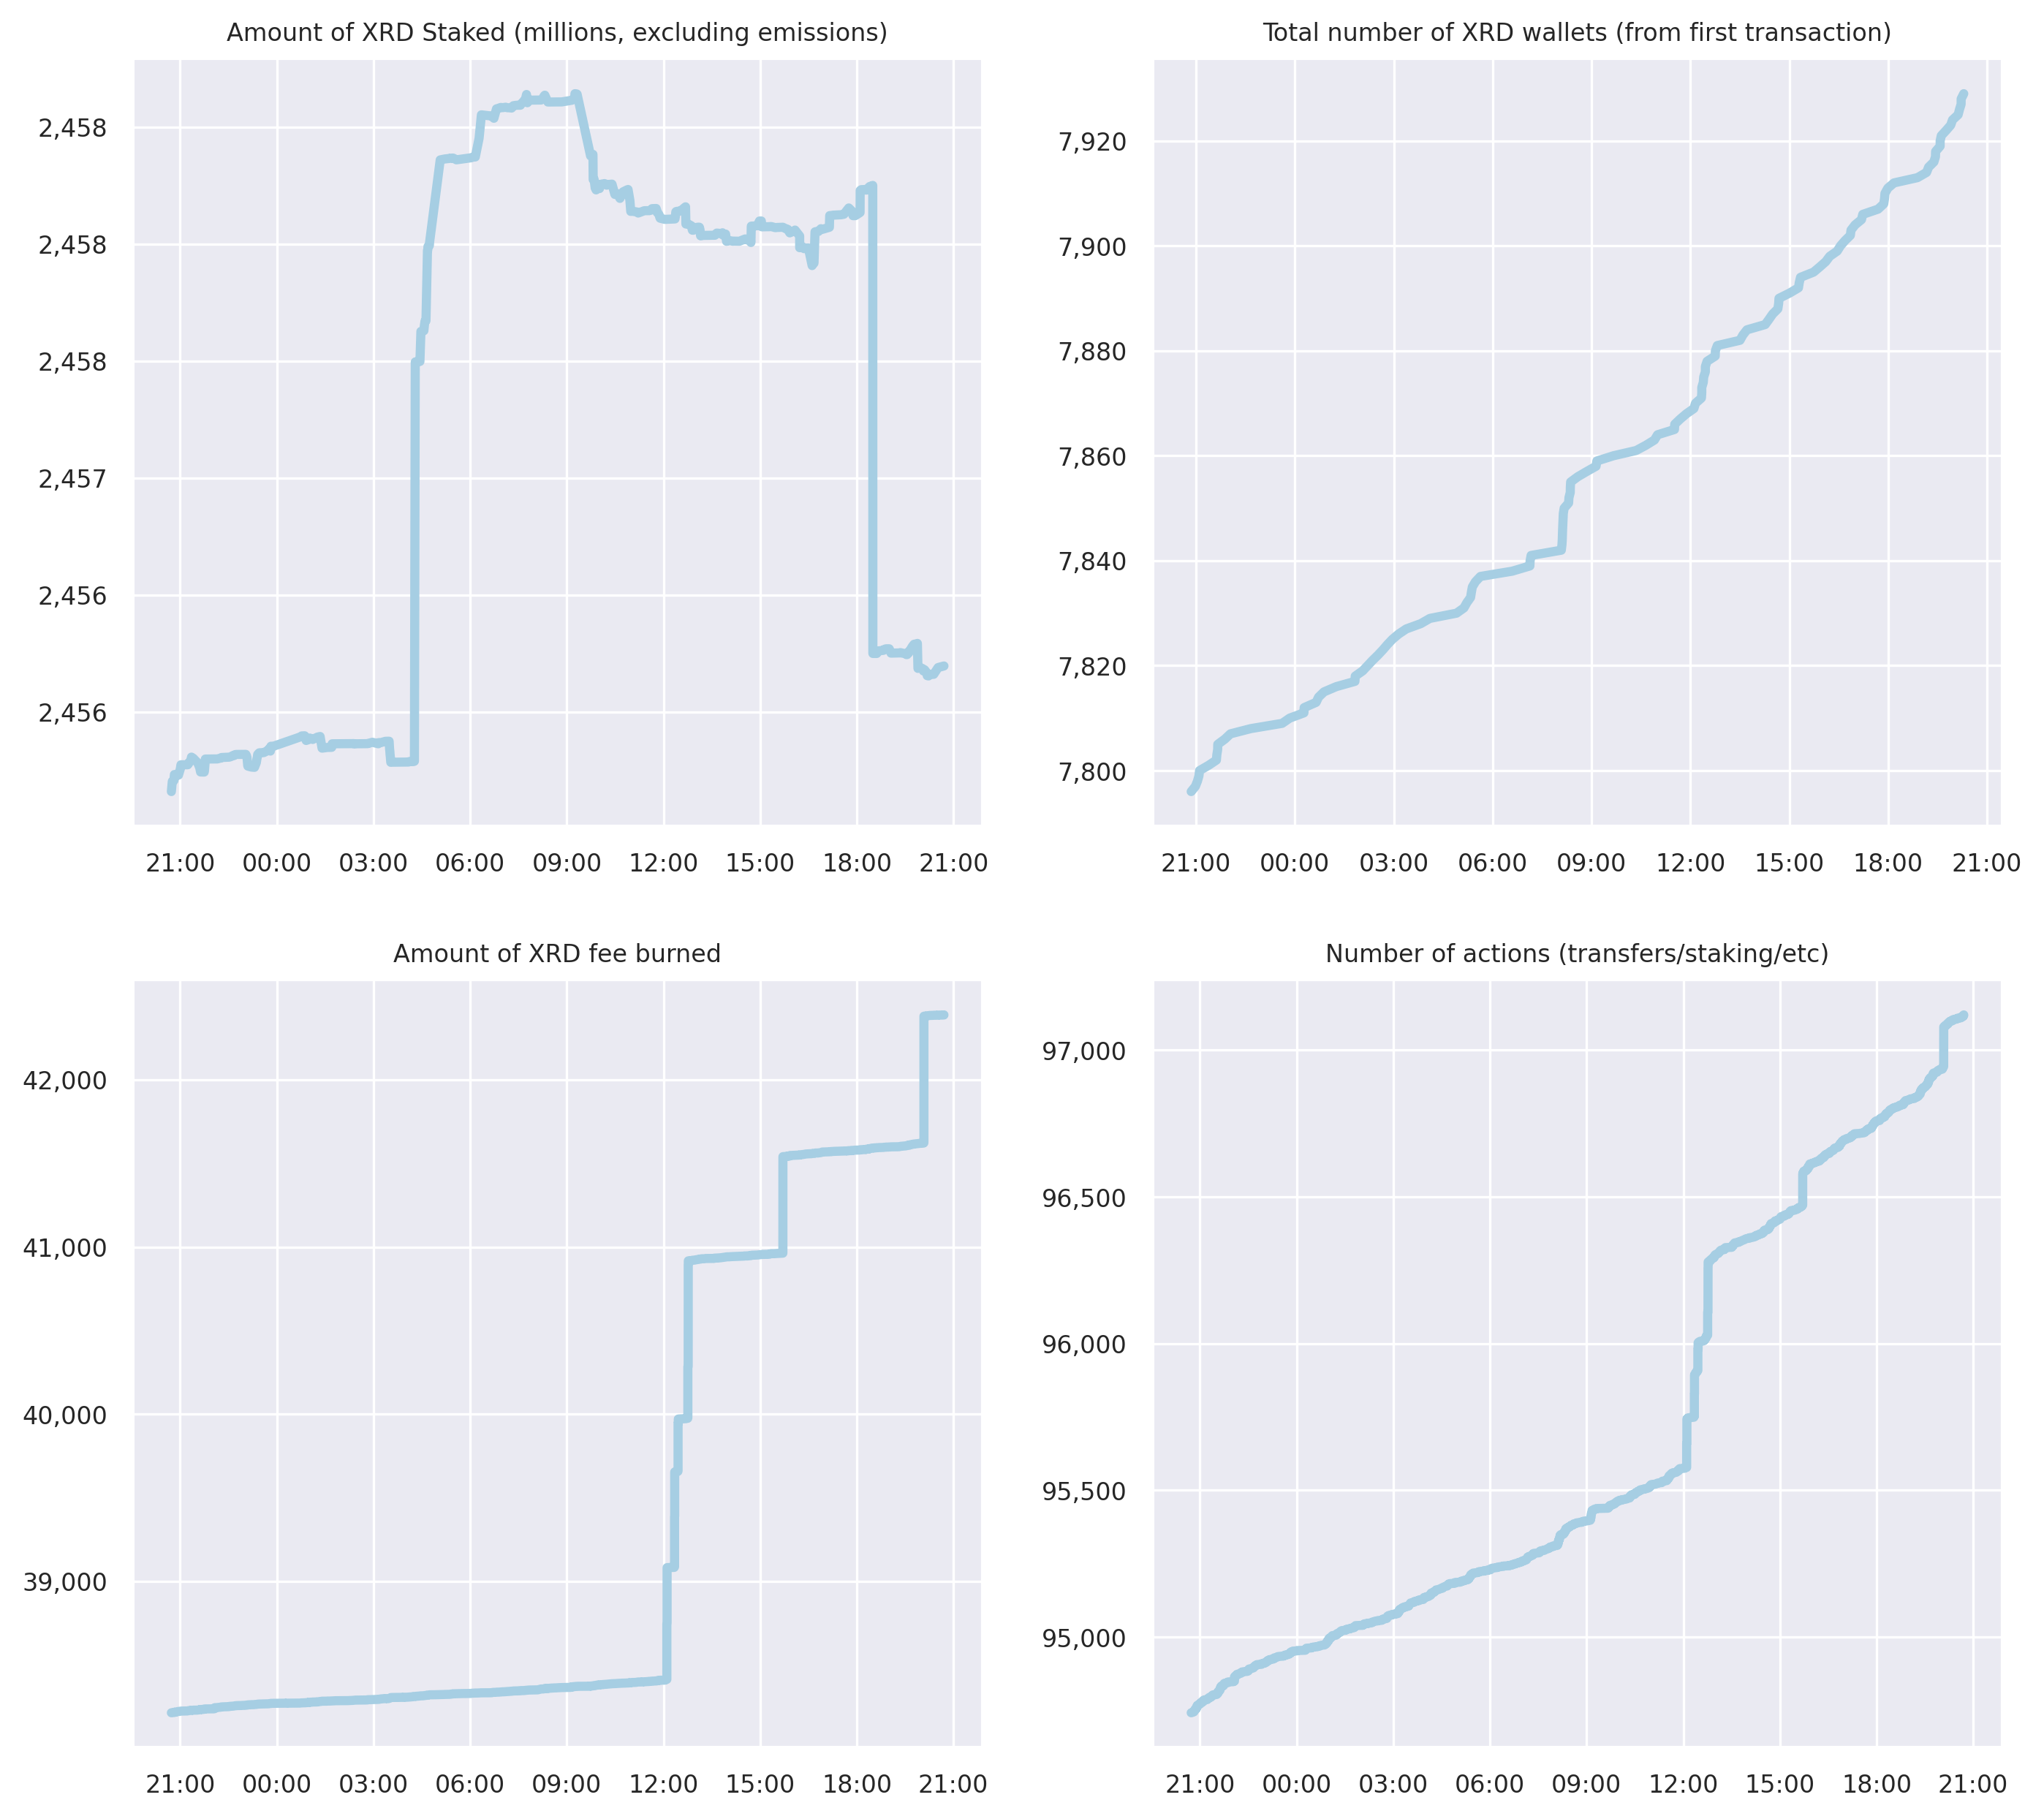 Amount of XRD Staked (millions, excluding emissions)
2,458
2,458
2,458
2,457
2,456
2,456
21:00 00:00 03:00 06:00 09:00 12:00 15:00 18:00 21:00
Total number of XRD wallets (from first transaction)
7,920
7,900
7,880
7,860
7,840
7,820
7,800
21:00 00:00 03:00 06:00 09:00 12:00 15:00 18:00 21:00
Amount of XRD fee burned
42,000
41,000
40,000
39,000
21:00 00:00 03:00 06:00 09:00 12:00 15:00 18:00 21:00
Number of actions (transfers/staking/etc)
97,000
96,500
96,000
95,500
95,000
21:00 00:00 03:00 06:00 09:00 12:00 15:00 18:00 21:00